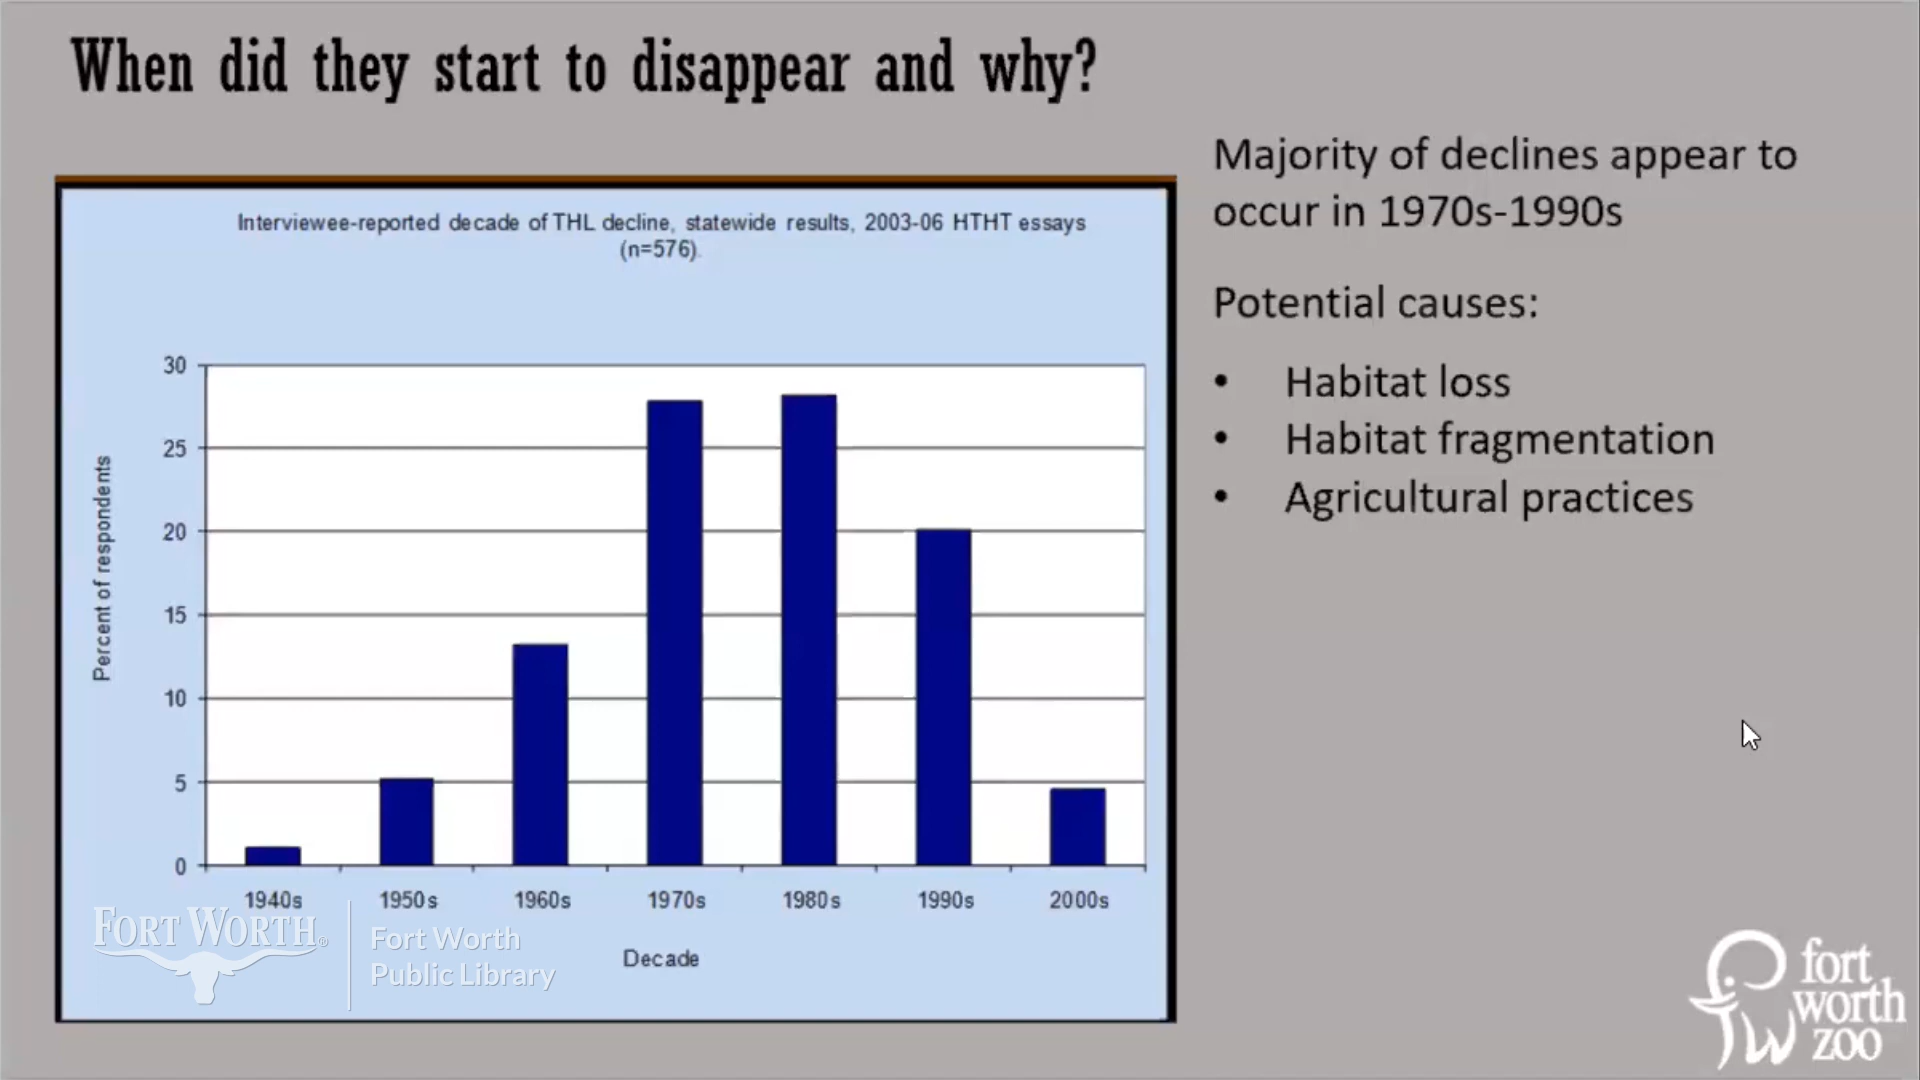 When did they start to disappear and why?
Interviewee-reported decade of THL decline, statewide results, 2003-06 HTHT essays
(n=576).
30
25
20
15
10
5
0
Percent of respondents
1940s 1950s 1960s 1970s 1980s 1990s 2000s
Decade
Majority of declines appear to
occur in 1970s-1990s
Potential causes:
• Habitat loss
• Habitat fragmentation
• Agricultural practices
FORT WORTH®
Fort Worth
Public Library
fort
worth
zoo